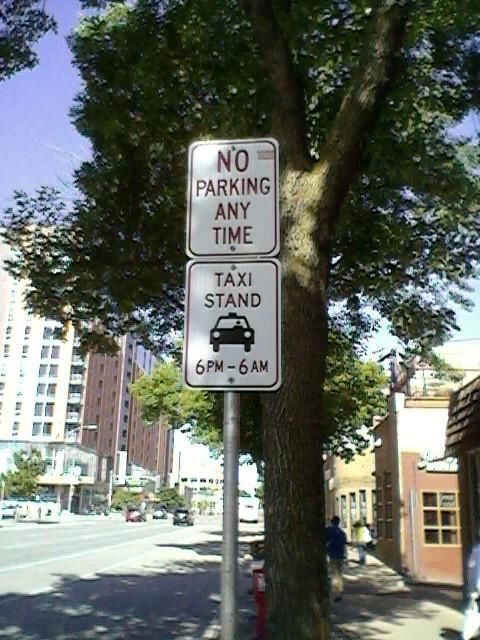 NO
PARKING
ANY
TIME
TAXI
STAND
6PM-6AM